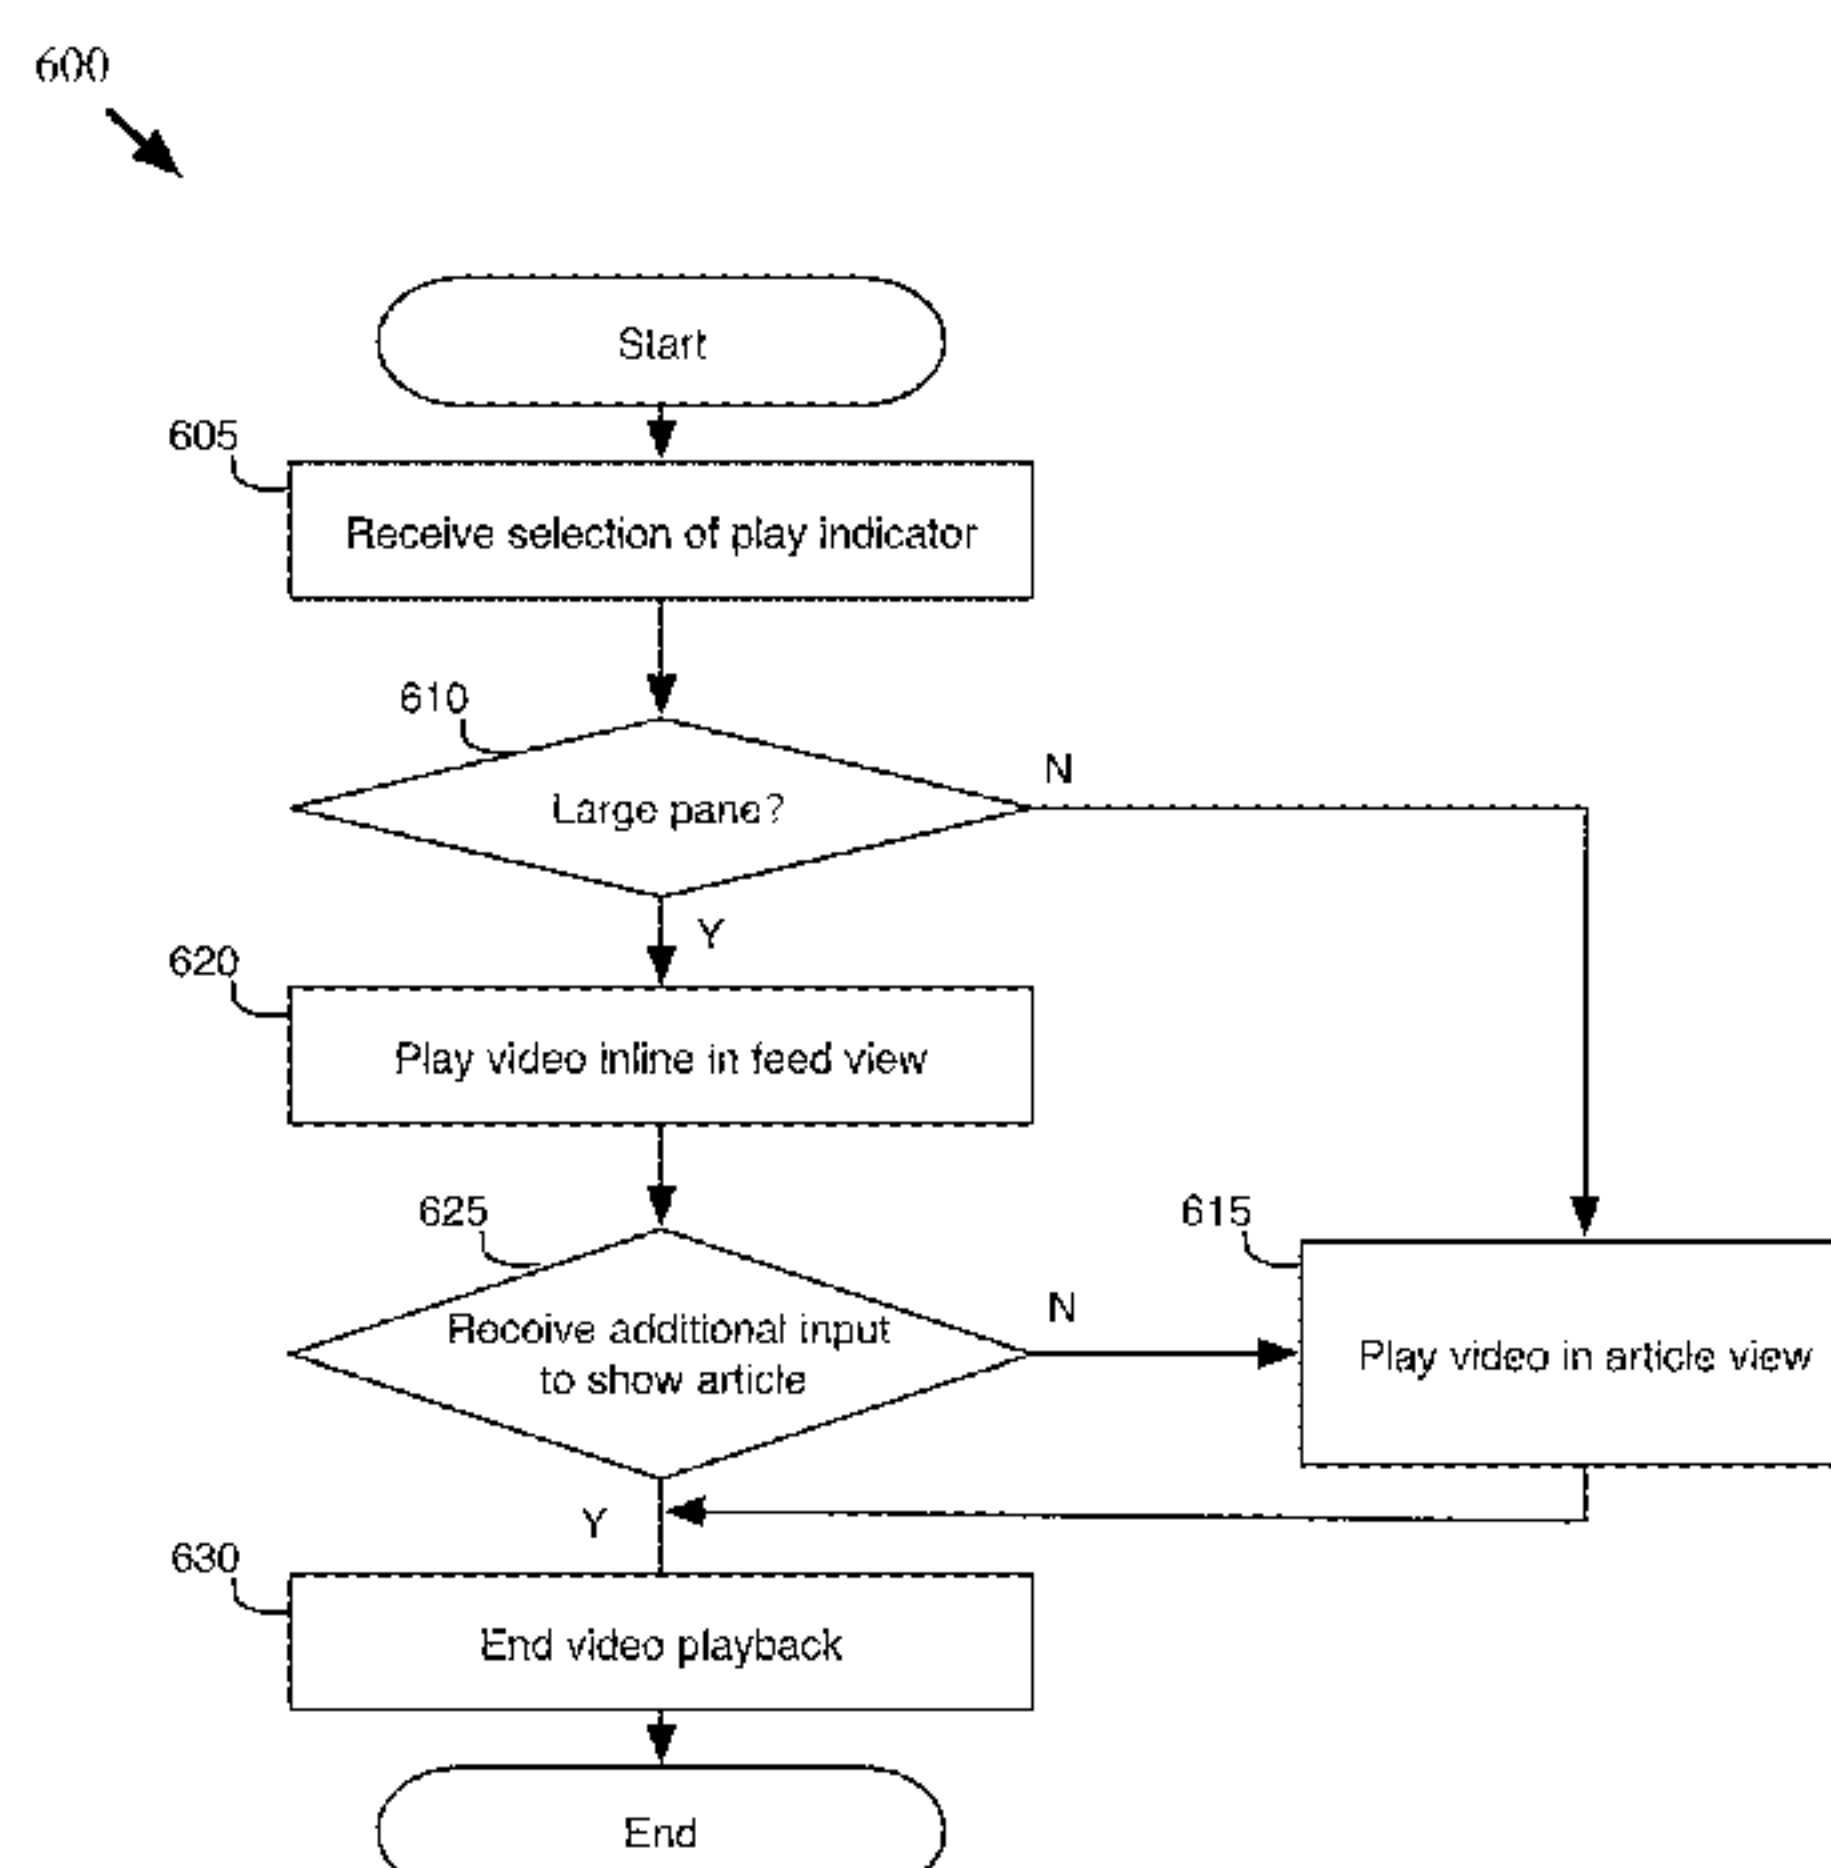 600
Start
605
Receive selection of play indicator
610
Large pane?
N
Y
620
Play video inline in feed view
625
Receive additional input
to show article
N
615
Play video in article view
Y
630
End video playback
End